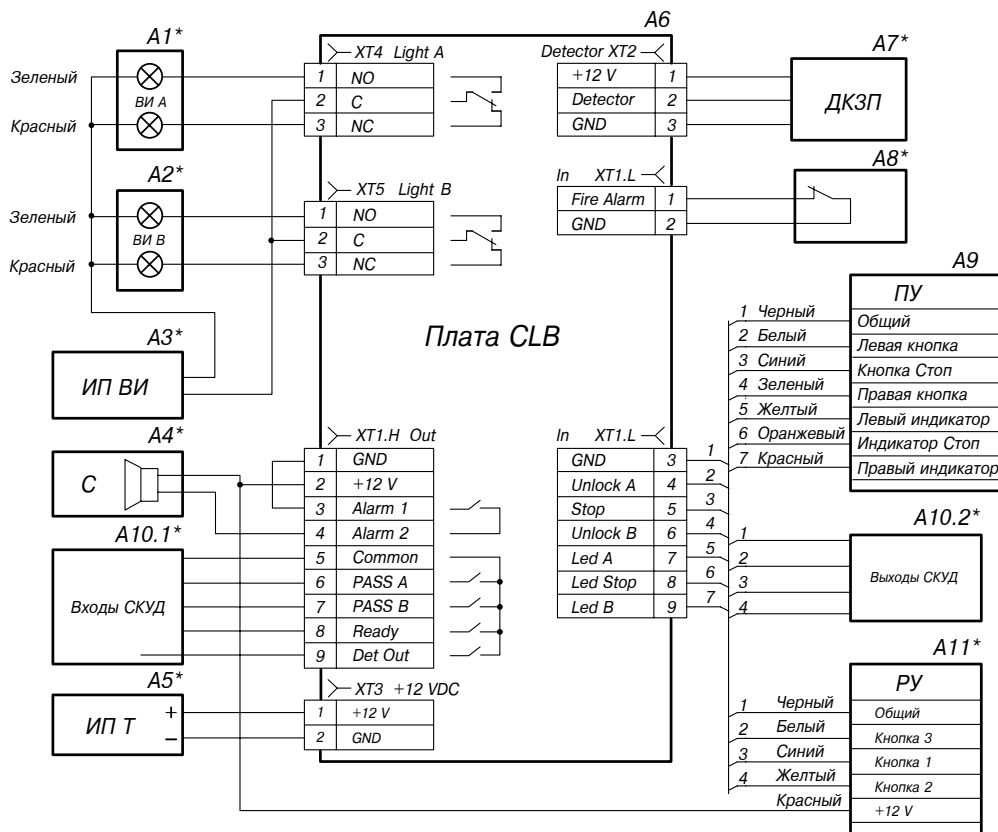 A6
A1*
Зеленый
ВИ А
Красный
XT4 Light A
1 NO
2 C
3 NC
A2*
Зеленый
ВИ В
Красный
XT5 Light B
1 NO
2 C
3 NC
A3*
ИП ВИ
Плата CLB
A4*
С
XT1.H Out
1 GND
2 +12 V
3 Alarm 1
4 Alarm 2
5 Common
6 PASS A
7 PASS B
8 Ready
9 Det Out
A10.1*
Входы СКУД
A5*
ИП Т
+
–
XT3 +12 VDC
1 +12 V
2 GND
Detector XT2
+12 V 1
Detector 2
GND 3
A7*
ДКЗП
In XT1.L
Fire Alarm 1
GND 2
A8*
In XT1.L
GND 3
Unlock A 4
Stop 5
Unlock B 6
Led A 7
Led Stop 8
Led B 9
1
2
3
4
5
6
7
A9
ПУ
1 Черный Общий
2 Белый Левая кнопка
3 Синий Кнопка Стоп
4 Зеленый Правая кнопка
5 Желтый Левый индикатор
6 Оранжевый Индикатор Стоп
7 Красный Правый индикатор
A10.2*
1
2
3
4
Выходы СКУД
A11*
РУ
1 Черный Общий
2 Белый Кнопка 3
3 Синий Кнопка 1
4 Желтый Кнопка 2
Красный +12 V